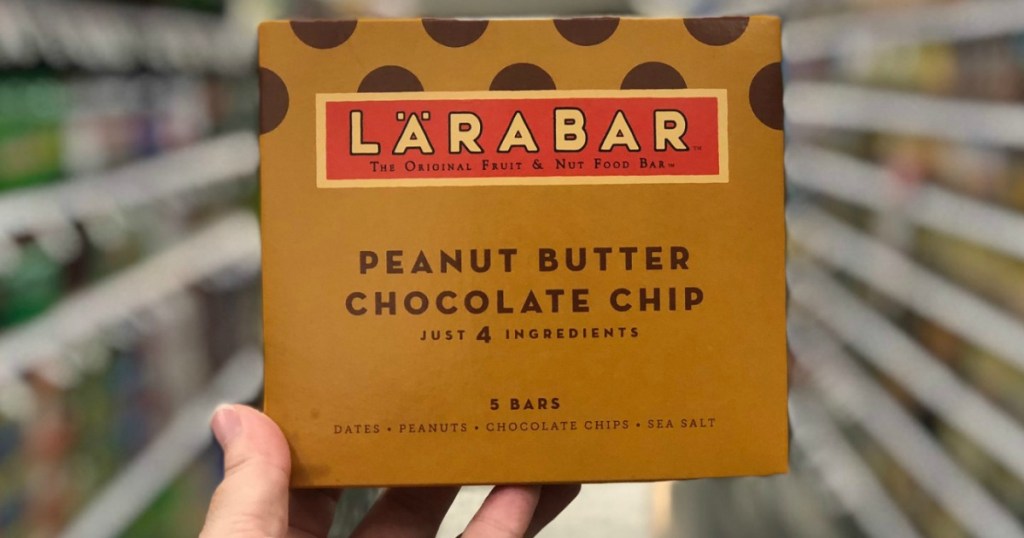 LÄRABAR™
The Original Fruit & Nut Food Bar™
PEANUT BUTTER
CHOCOLATE CHIP
JUST 4 INGREDIENTS
5 BARS
DATES • PEANUTS • CHOCOLATE CHIPS • SEA SALT